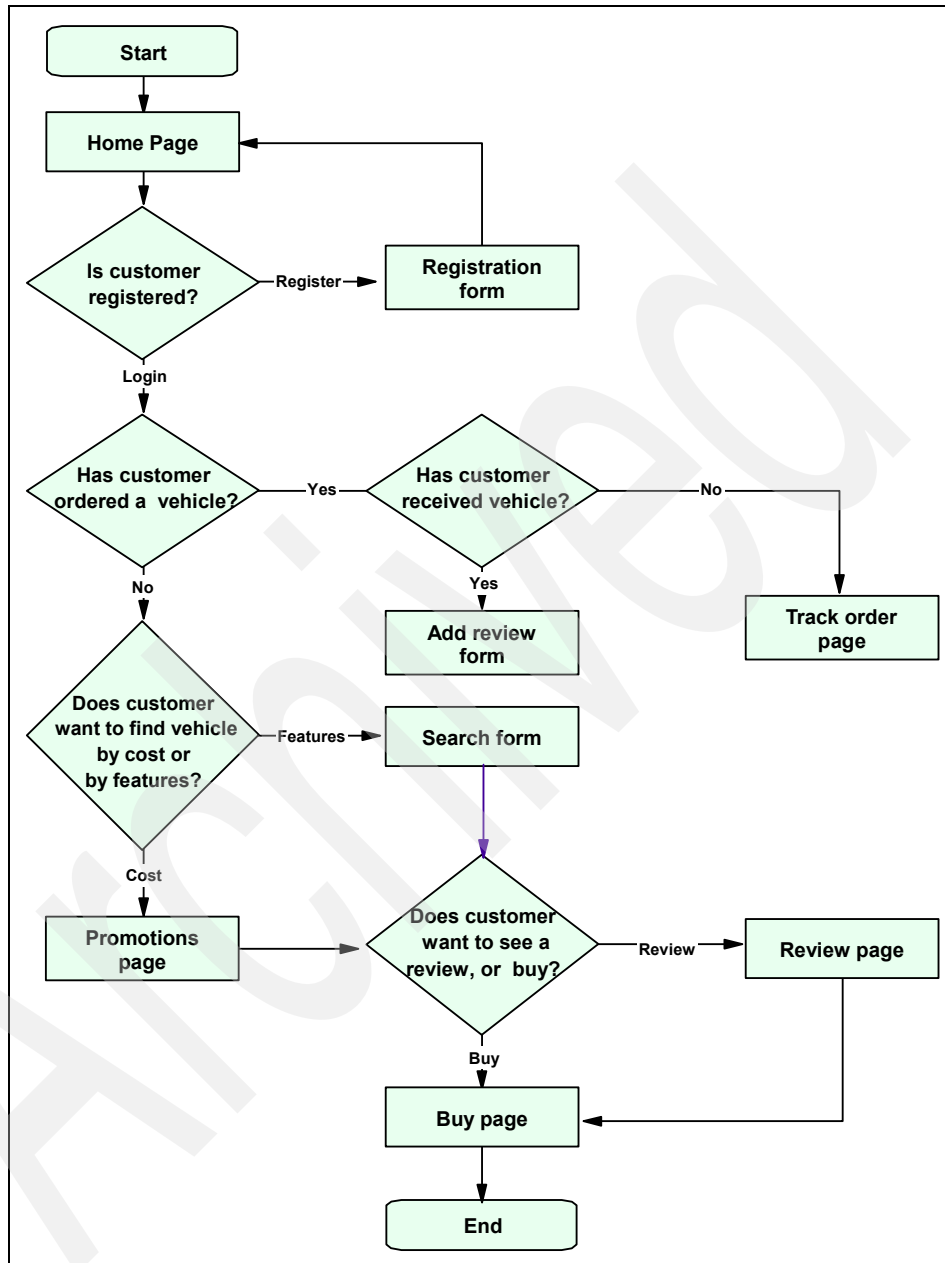 Start
Home Page
Is customer
registered?
Register
Registration
form
Login
Has customer
ordered a vehicle?
Yes
Has customer
received vehicle?
No
No
Yes
Add review
form
Track order
page
Does customer
want to find vehicle
by cost or
by features?
Features
Search form
Cost
Promotions
page
Does customer
want to see a
review, or buy?
Review
Review page
Buy
Buy page
End
Archived